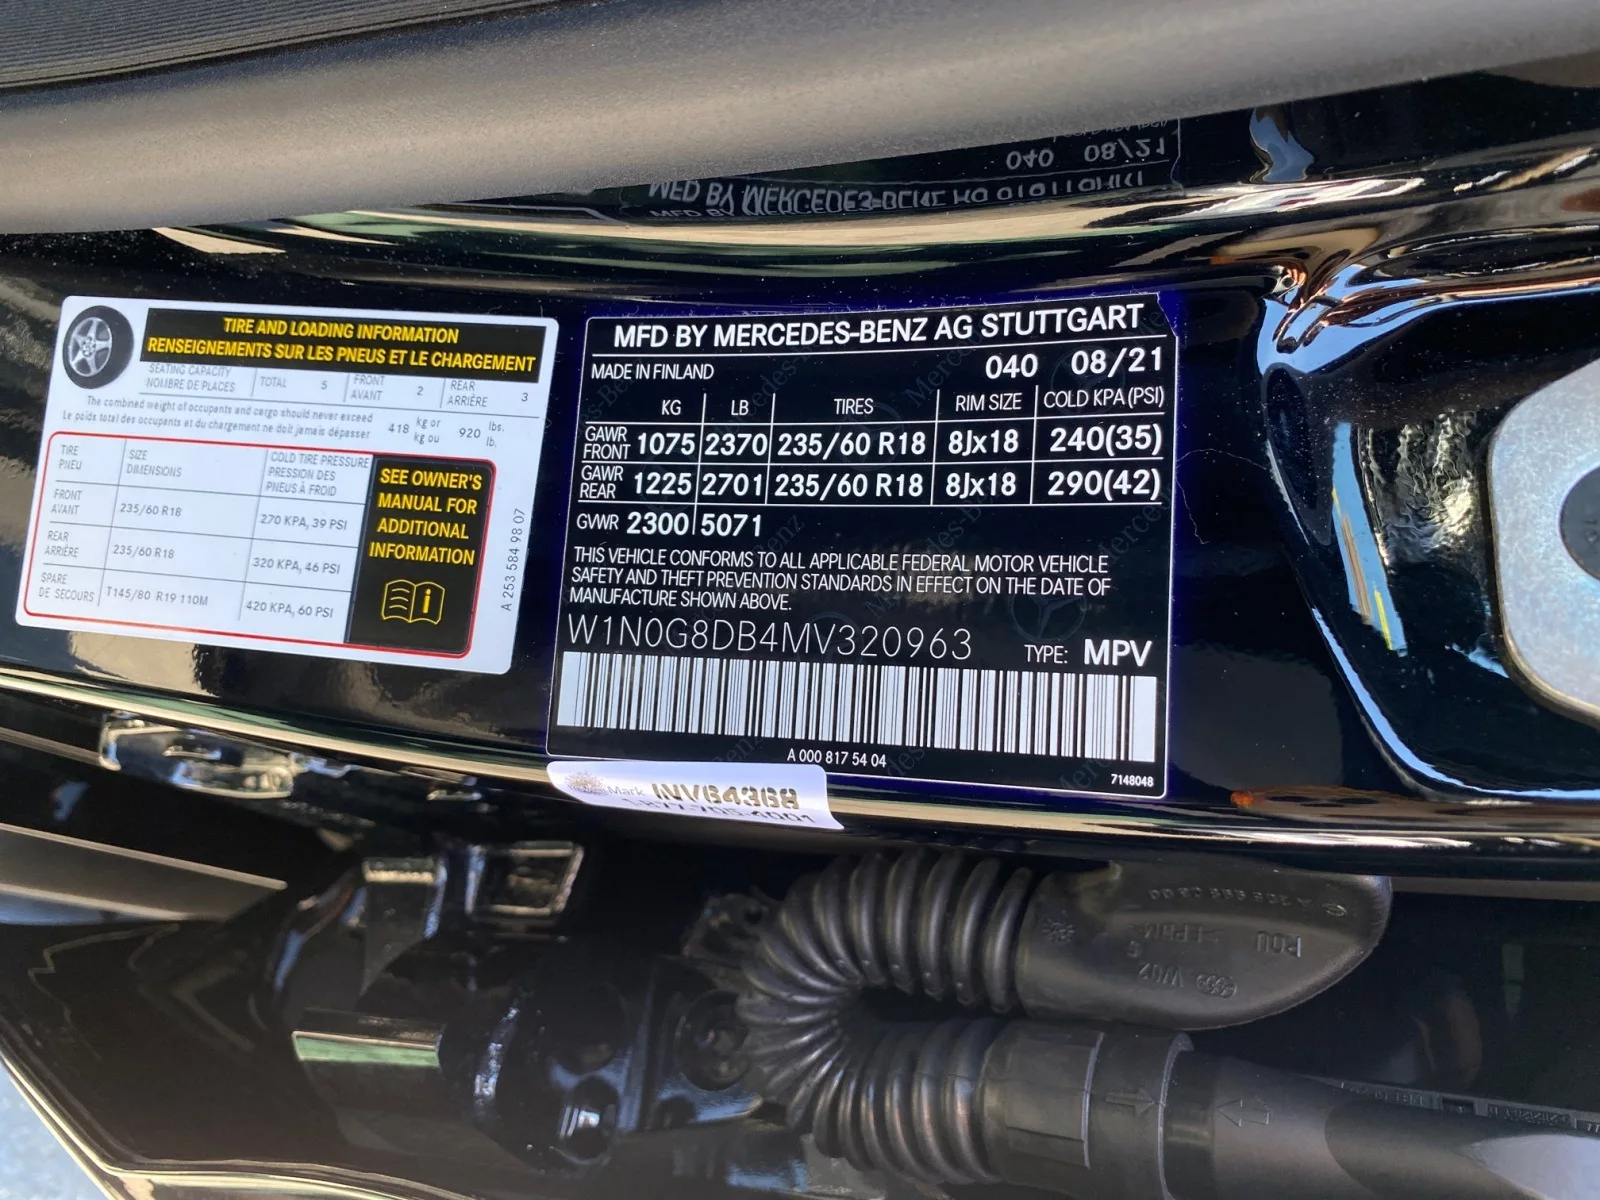 040 08/21
MFD BY MERCEDES-BENZ AG
TIRE AND LOADING INFORMATION
RENSEIGNEMENTS SUR LES PNEUS ET LE CHARGEMENT
SEATING CAPACITY
NOMBRE DE PLACES
TOTAL 5
FRONT
AVANT 2
REAR
ARRIÈRE 3
The combined weight of occupants and cargo should never exceed
Le poids total des occupants et du chargement ne doit jamais dépasser
418 kg or 920 lbs.
kg ou lb.
TIRE
PNEU
SIZE
DIMENSIONS
COLD TIRE PRESSURE
PRESSION DES
PNEUS À FROID
FRONT
AVANT
235/60 R18
270 KPA, 39 PSI
REAR
ARRIÈRE
235/60 R18
320 KPA, 46 PSI
SPARE
DE SECOURS
T145/80 R19 110M
420 KPA, 60 PSI
SEE OWNER'S
MANUAL FOR
ADDITIONAL
INFORMATION
A 253 584 98 07
MFD BY MERCEDES-BENZ AG STUTTGART
MADE IN FINLAND 040 08/21
KG LB TIRES RIM SIZE COLD KPA (PSI)
GAWR
FRONT 1075 2370 235/60 R18 8Jx18 240(35)
GAWR
REAR 1225 2701 235/60 R18 8Jx18 290(42)
GVWR 2300 5071
THIS VEHICLE CONFORMS TO ALL APPLICABLE FEDERAL MOTOR VEHICLE
SAFETY AND THEFT PREVENTION STANDARDS IN EFFECT ON THE DATE OF
MANUFACTURE SHOWN ABOVE.
W1N0G8DB4MV320963 TYPE: MPV
A 000 817 54 04
7148048
Mark INV64368